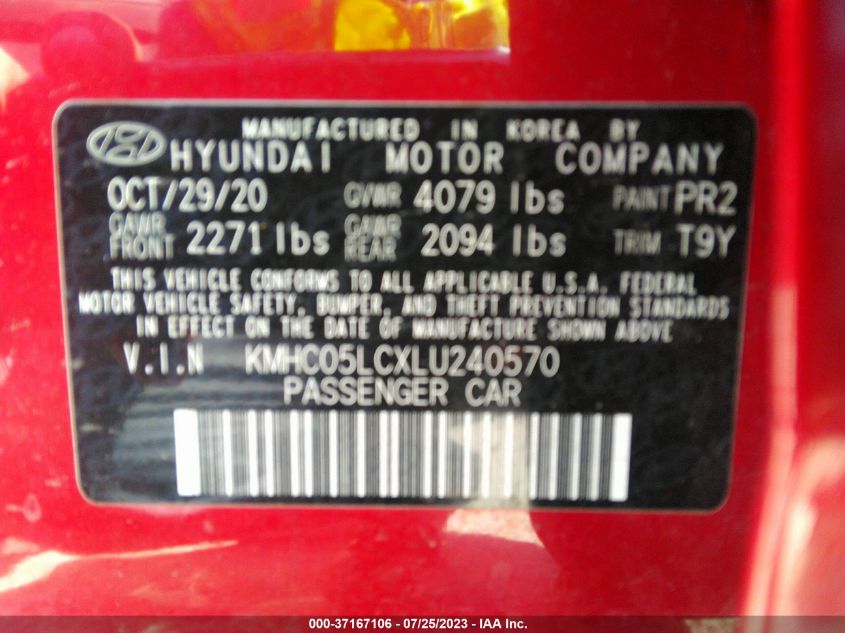 MANUFACTURED IN KOREA BY
HYUNDAI MOTOR COMPANY
OCT/29/20 GVWR 4079 lbs PAINT PR2
GAWR FRONT 2271 lbs GAWR REAR 2094 lbs TRIM T9Y
THIS VEHICLE CONFORMS TO ALL APPLICABLE U.S.A. FEDERAL
MOTOR VEHICLE SAFETY, BUMPER, AND THEFT PREVENTION STANDARDS
IN EFFECT ON THE DATE OF MANUFACTURE SHOWN ABOVE
V.I.N KMHC05LCXLU240570
PASSENGER CAR
000-37167106 - 07/25/2023 - IAA Inc.